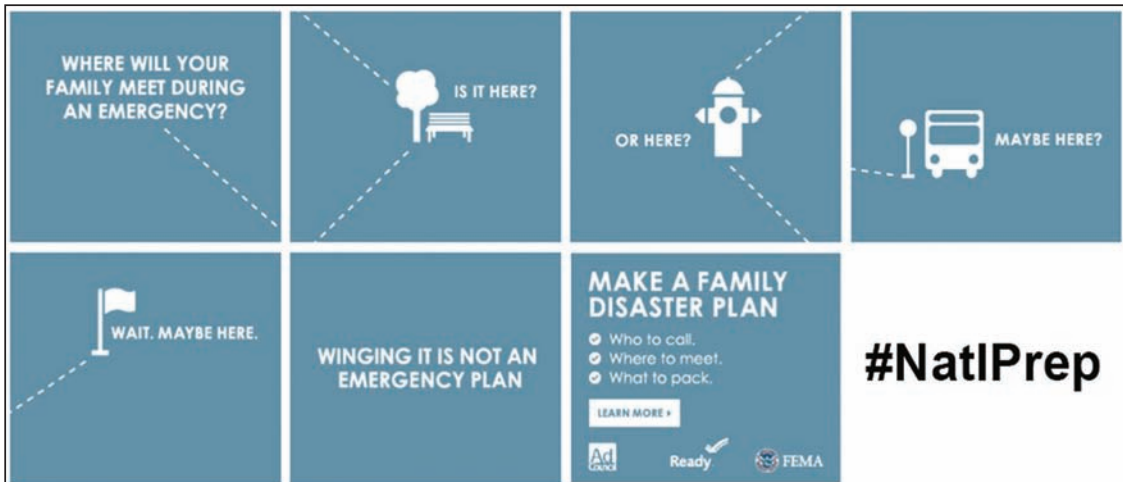 WHERE WILL YOUR
FAMILY MEET DURING
AN EMERGENCY?
IS IT HERE?
OR HERE?
MAYBE HERE?
WAIT. MAYBE HERE.
WINGING IT IS NOT AN
EMERGENCY PLAN
MAKE A FAMILY
DISASTER PLAN
Who to call.
Where to meet.
What to pack.
LEARN MORE
Ad
COUNCIL
Ready
FEMA
#NatlPrep